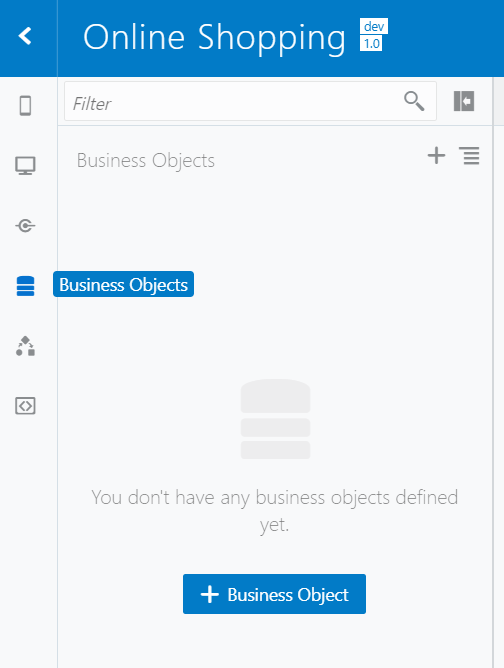 Online Shopping
dev
1.0
Filter
Business Objects
Business Objects
You don't have any business objects defined
yet.
Business Object